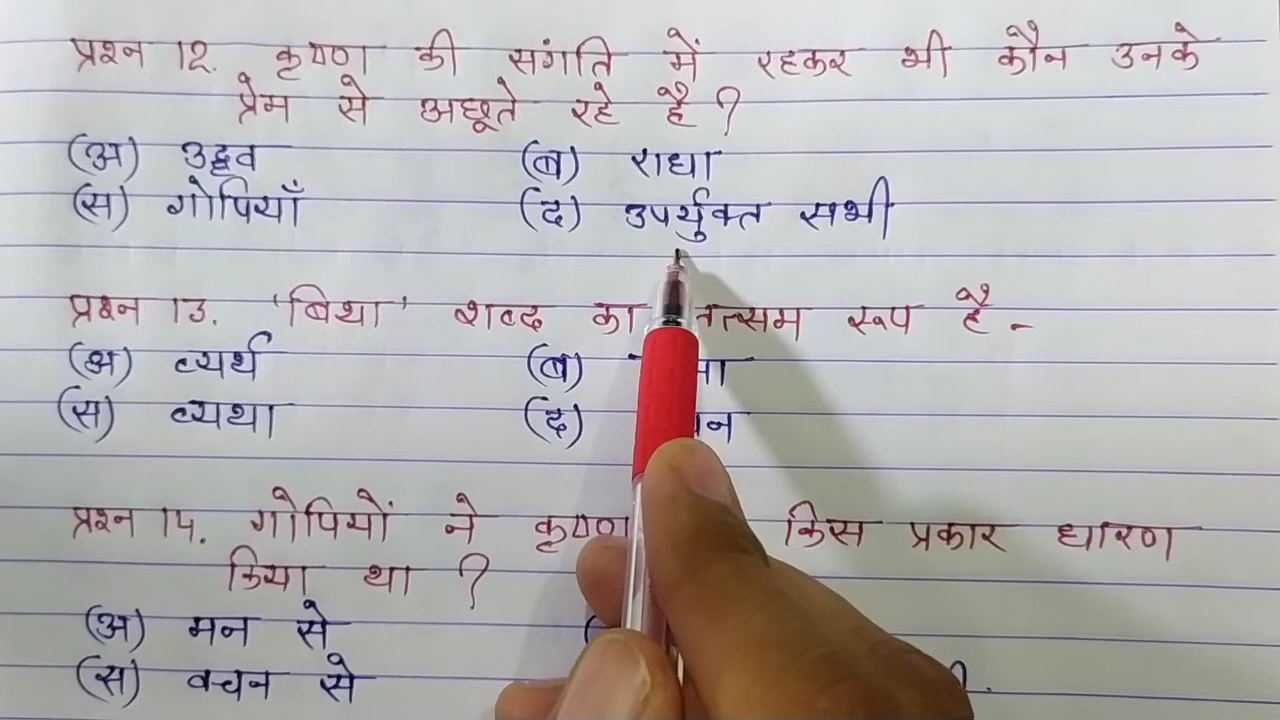 प्रश्न 12. कृष्ण की संगति में रहकर भी कौन उनके
प्रेम से अछूते रहे है ?
(अ) उद्धव (ब) राधा
(स) गोपियाँ (द) उपर्युक्त सभी
प्रश्न 13. 'बिथा' शब्द का तत्सम रूप है -
(अ) व्यर्थ (ब)
(स) व्यथा (द)
प्रश्न 14. गोपियों ने कृष्ण किस प्रकार धारण
किया था ?
(अ) मन से
(स) वचन से